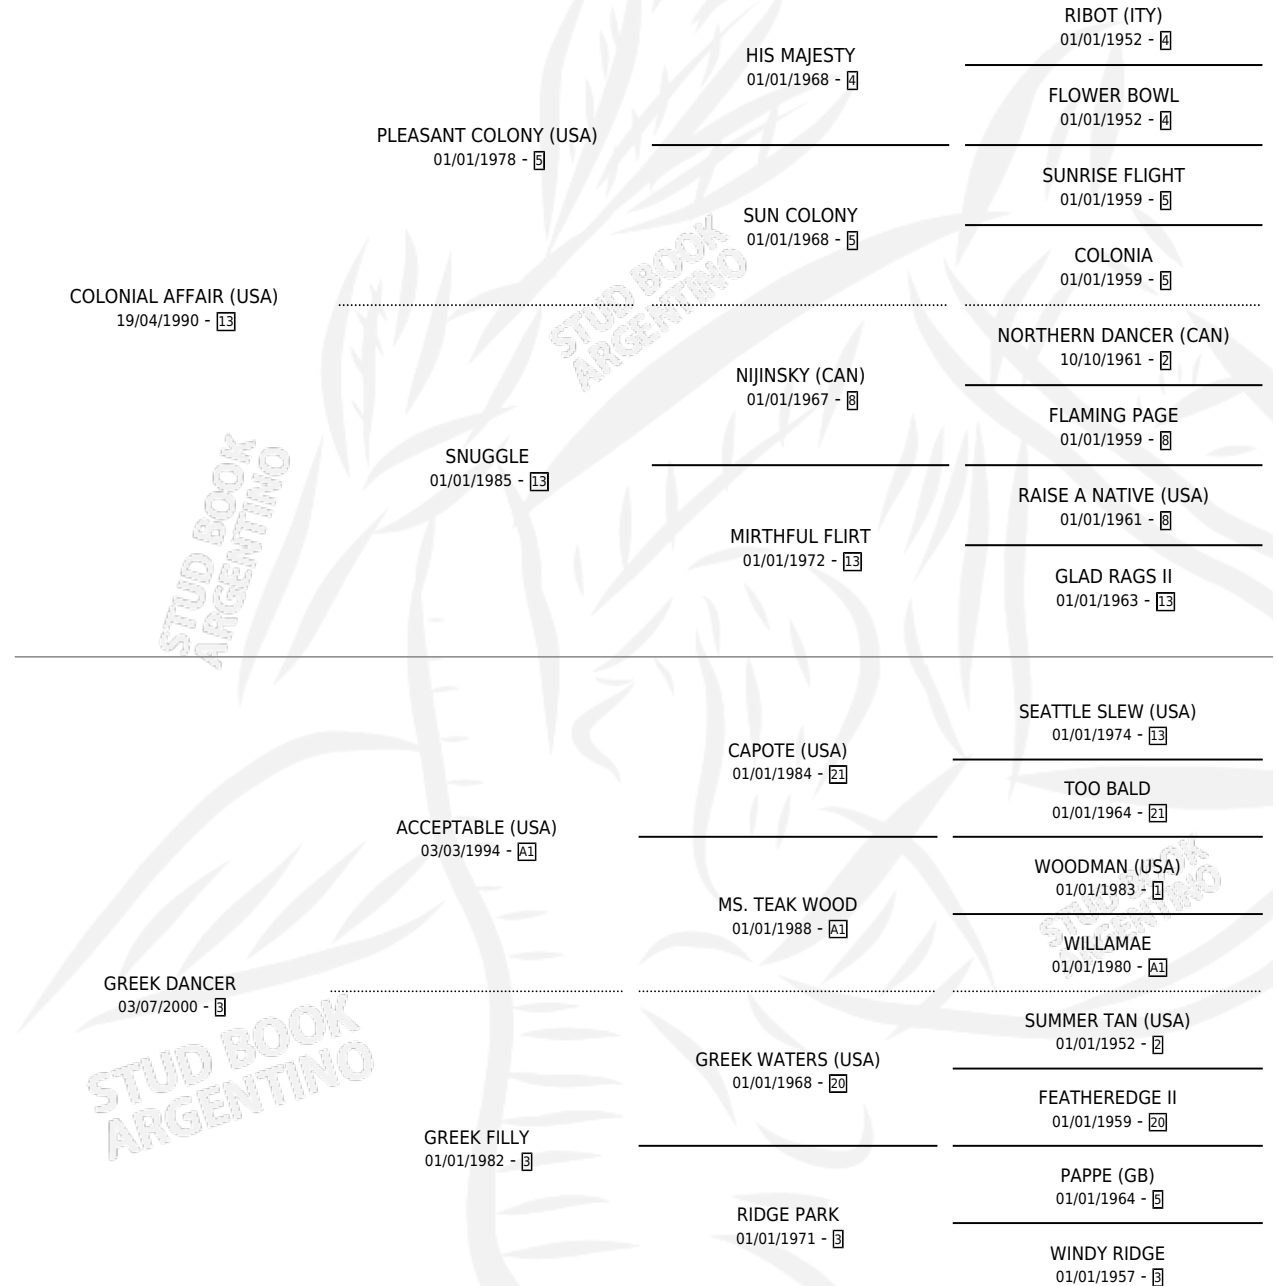 RIBOT (ITY)
01/01/1952 - 4
HIS MAJESTY
01/01/1968 - 4
FLOWER BOWL
01/01/1952 - 4
PLEASANT COLONY (USA)
01/01/1978 - 5
SUNRISE FLIGHT
01/01/1959 - 5
SUN COLONY
01/01/1968 - 5
COLONIA
01/01/1959 - 5
COLONIAL AFFAIR (USA)
19/04/1990 - 13
NORTHERN DANCER (CAN)
10/10/1961 - 2
NIJINSKY (CAN)
01/01/1967 - 8
FLAMING PAGE
01/01/1959 - 8
SNUGGLE
01/01/1985 - 13
RAISE A NATIVE (USA)
01/01/1961 - 8
MIRTHFUL FLIRT
01/01/1972 - 13
GLAD RAGS II
01/01/1963 - 13
SEATTLE SLEW (USA)
01/01/1974 - 13
CAPOTE (USA)
01/01/1984 - 21
TOO BALD
01/01/1964 - 21
ACCEPTABLE (USA)
03/03/1994 - A1
WOODMAN (USA)
01/01/1983 - 1
MS. TEAK WOOD
01/01/1988 - A1
WILLAMAE
01/01/1980 - A1
GREEK DANCER
03/07/2000 - 3
SUMMER TAN (USA)
01/01/1952 - 2
GREEK WATERS (USA)
01/01/1968 - 20
FEATHEREDGE II
01/01/1959 - 20
GREEK FILLY
01/01/1982 - 3
PAPPE (GB)
01/01/1964 - 5
RIDGE PARK
01/01/1971 - 3
WINDY RIDGE
01/01/1957 - 3
STUD BOOK
ARGENTINO
STUD BOOK
ARGENTINO
STUD BOOK
ARGENTINO
STUD BOOK
ARGENTINO